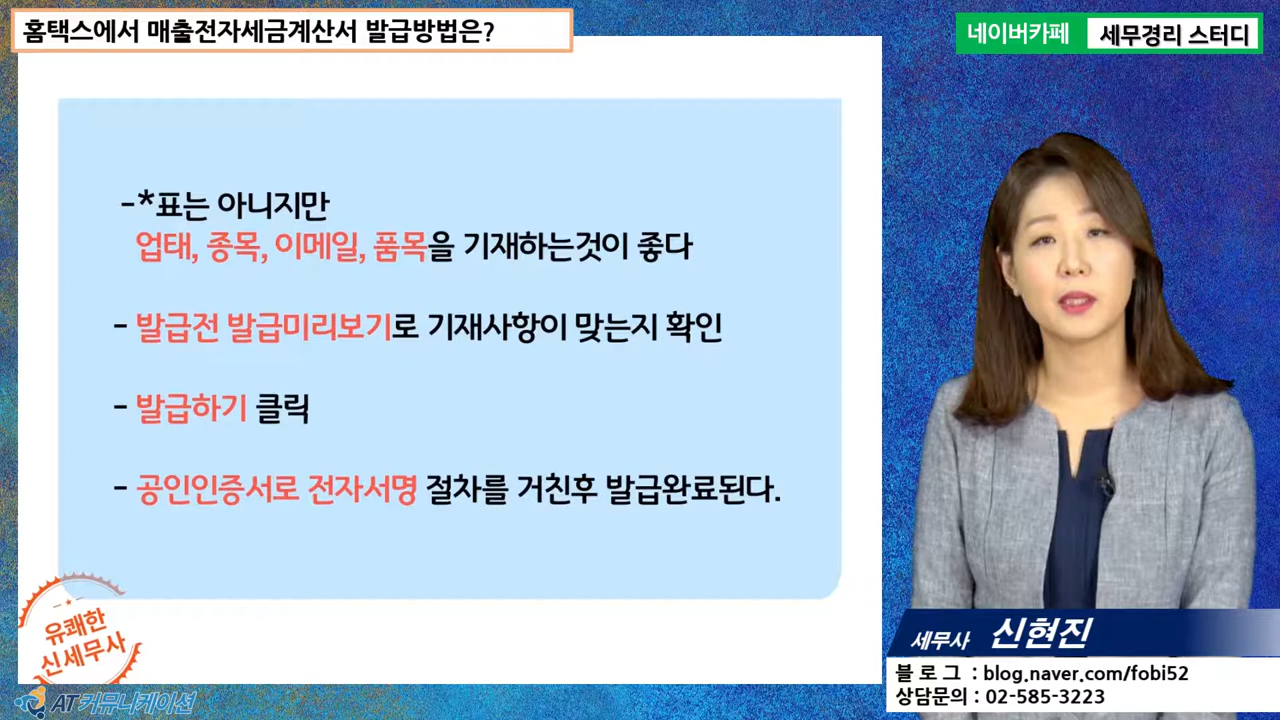 홈택스에서 매출전자세금계산서 발급방법은?
네이버카페 세무경리 스터디
-*표는 아니지만
업태, 종목, 이메일, 품목을 기재하는것이 좋다
- 발급전 발급미리보기로 기재사항이 맞는지 확인
- 발급하기 클릭
- 공인인증서로 전자서명 절차를 거친후 발급완료된다.
유쾌한
신세무사
AT커뮤니케이션
세무사 신현진
블로그 : blog.naver.com/fobi52
상담문의 : 02-585-3223